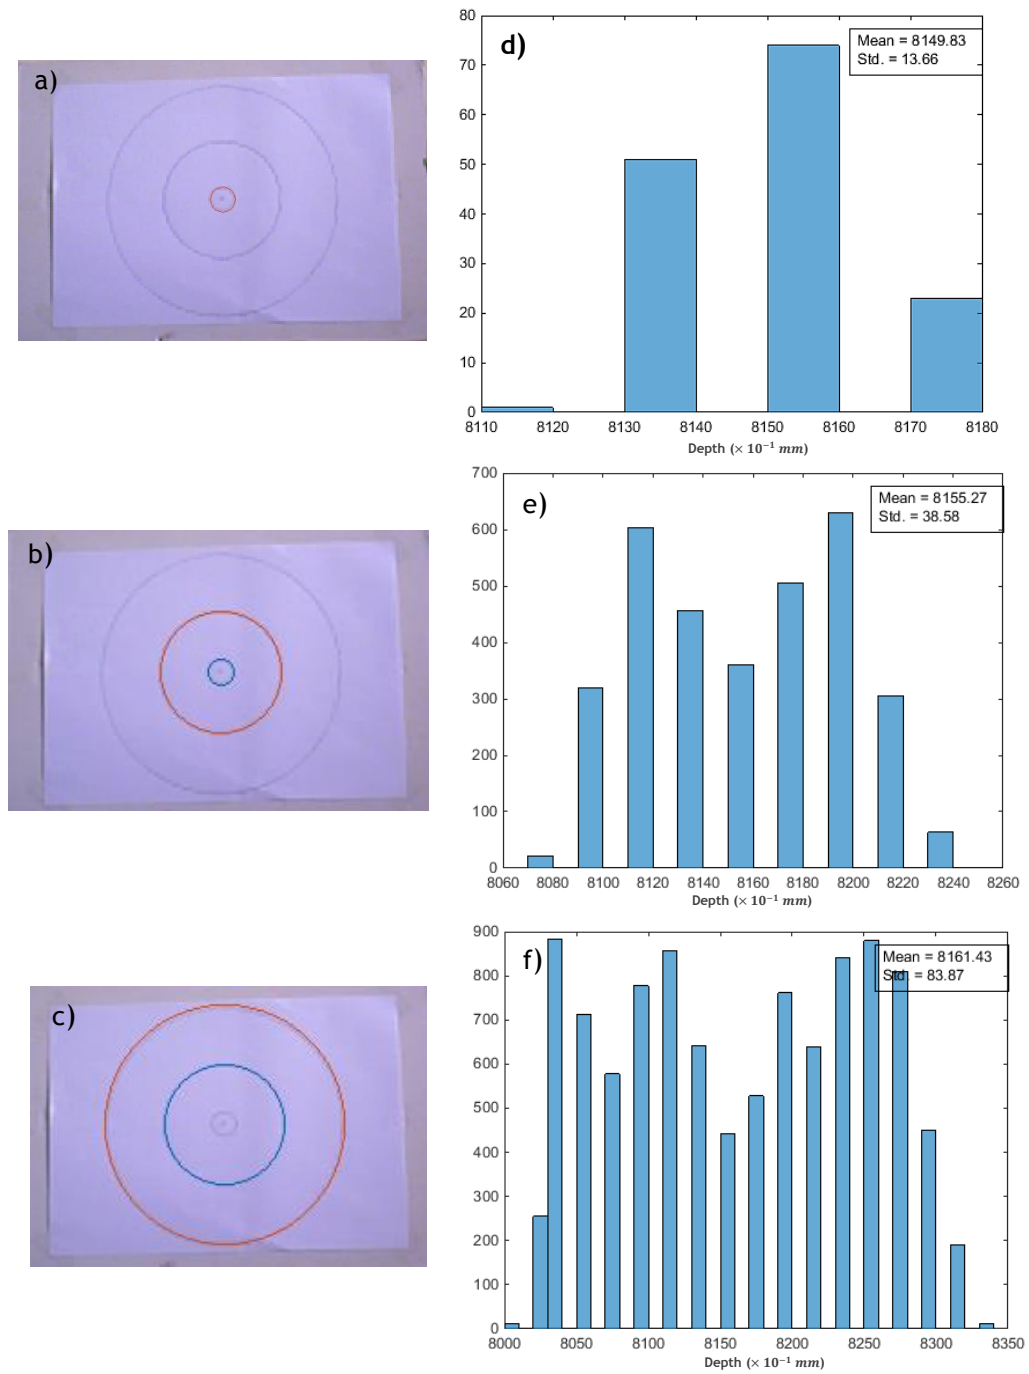 a)
d)
Mean = 8149.83
Std. = 13.66
80
70
60
50
40
30
20
10
0
8110 8120 8130 8140 8150 8160 8170 8180
Depth (× 10⁻¹ mm)
b)
e)
Mean = 8155.27
Std. = 38.58
700
600
500
400
300
200
100
0
8060 8080 8100 8120 8140 8160 8180 8200 8220 8240 8260
Depth (× 10⁻¹ mm)
c)
f)
Mean = 8161.43
Std. = 83.87
900
800
700
600
500
400
300
200
100
0
8000 8050 8100 8150 8200 8250 8300 8350
Depth (× 10⁻¹ mm)